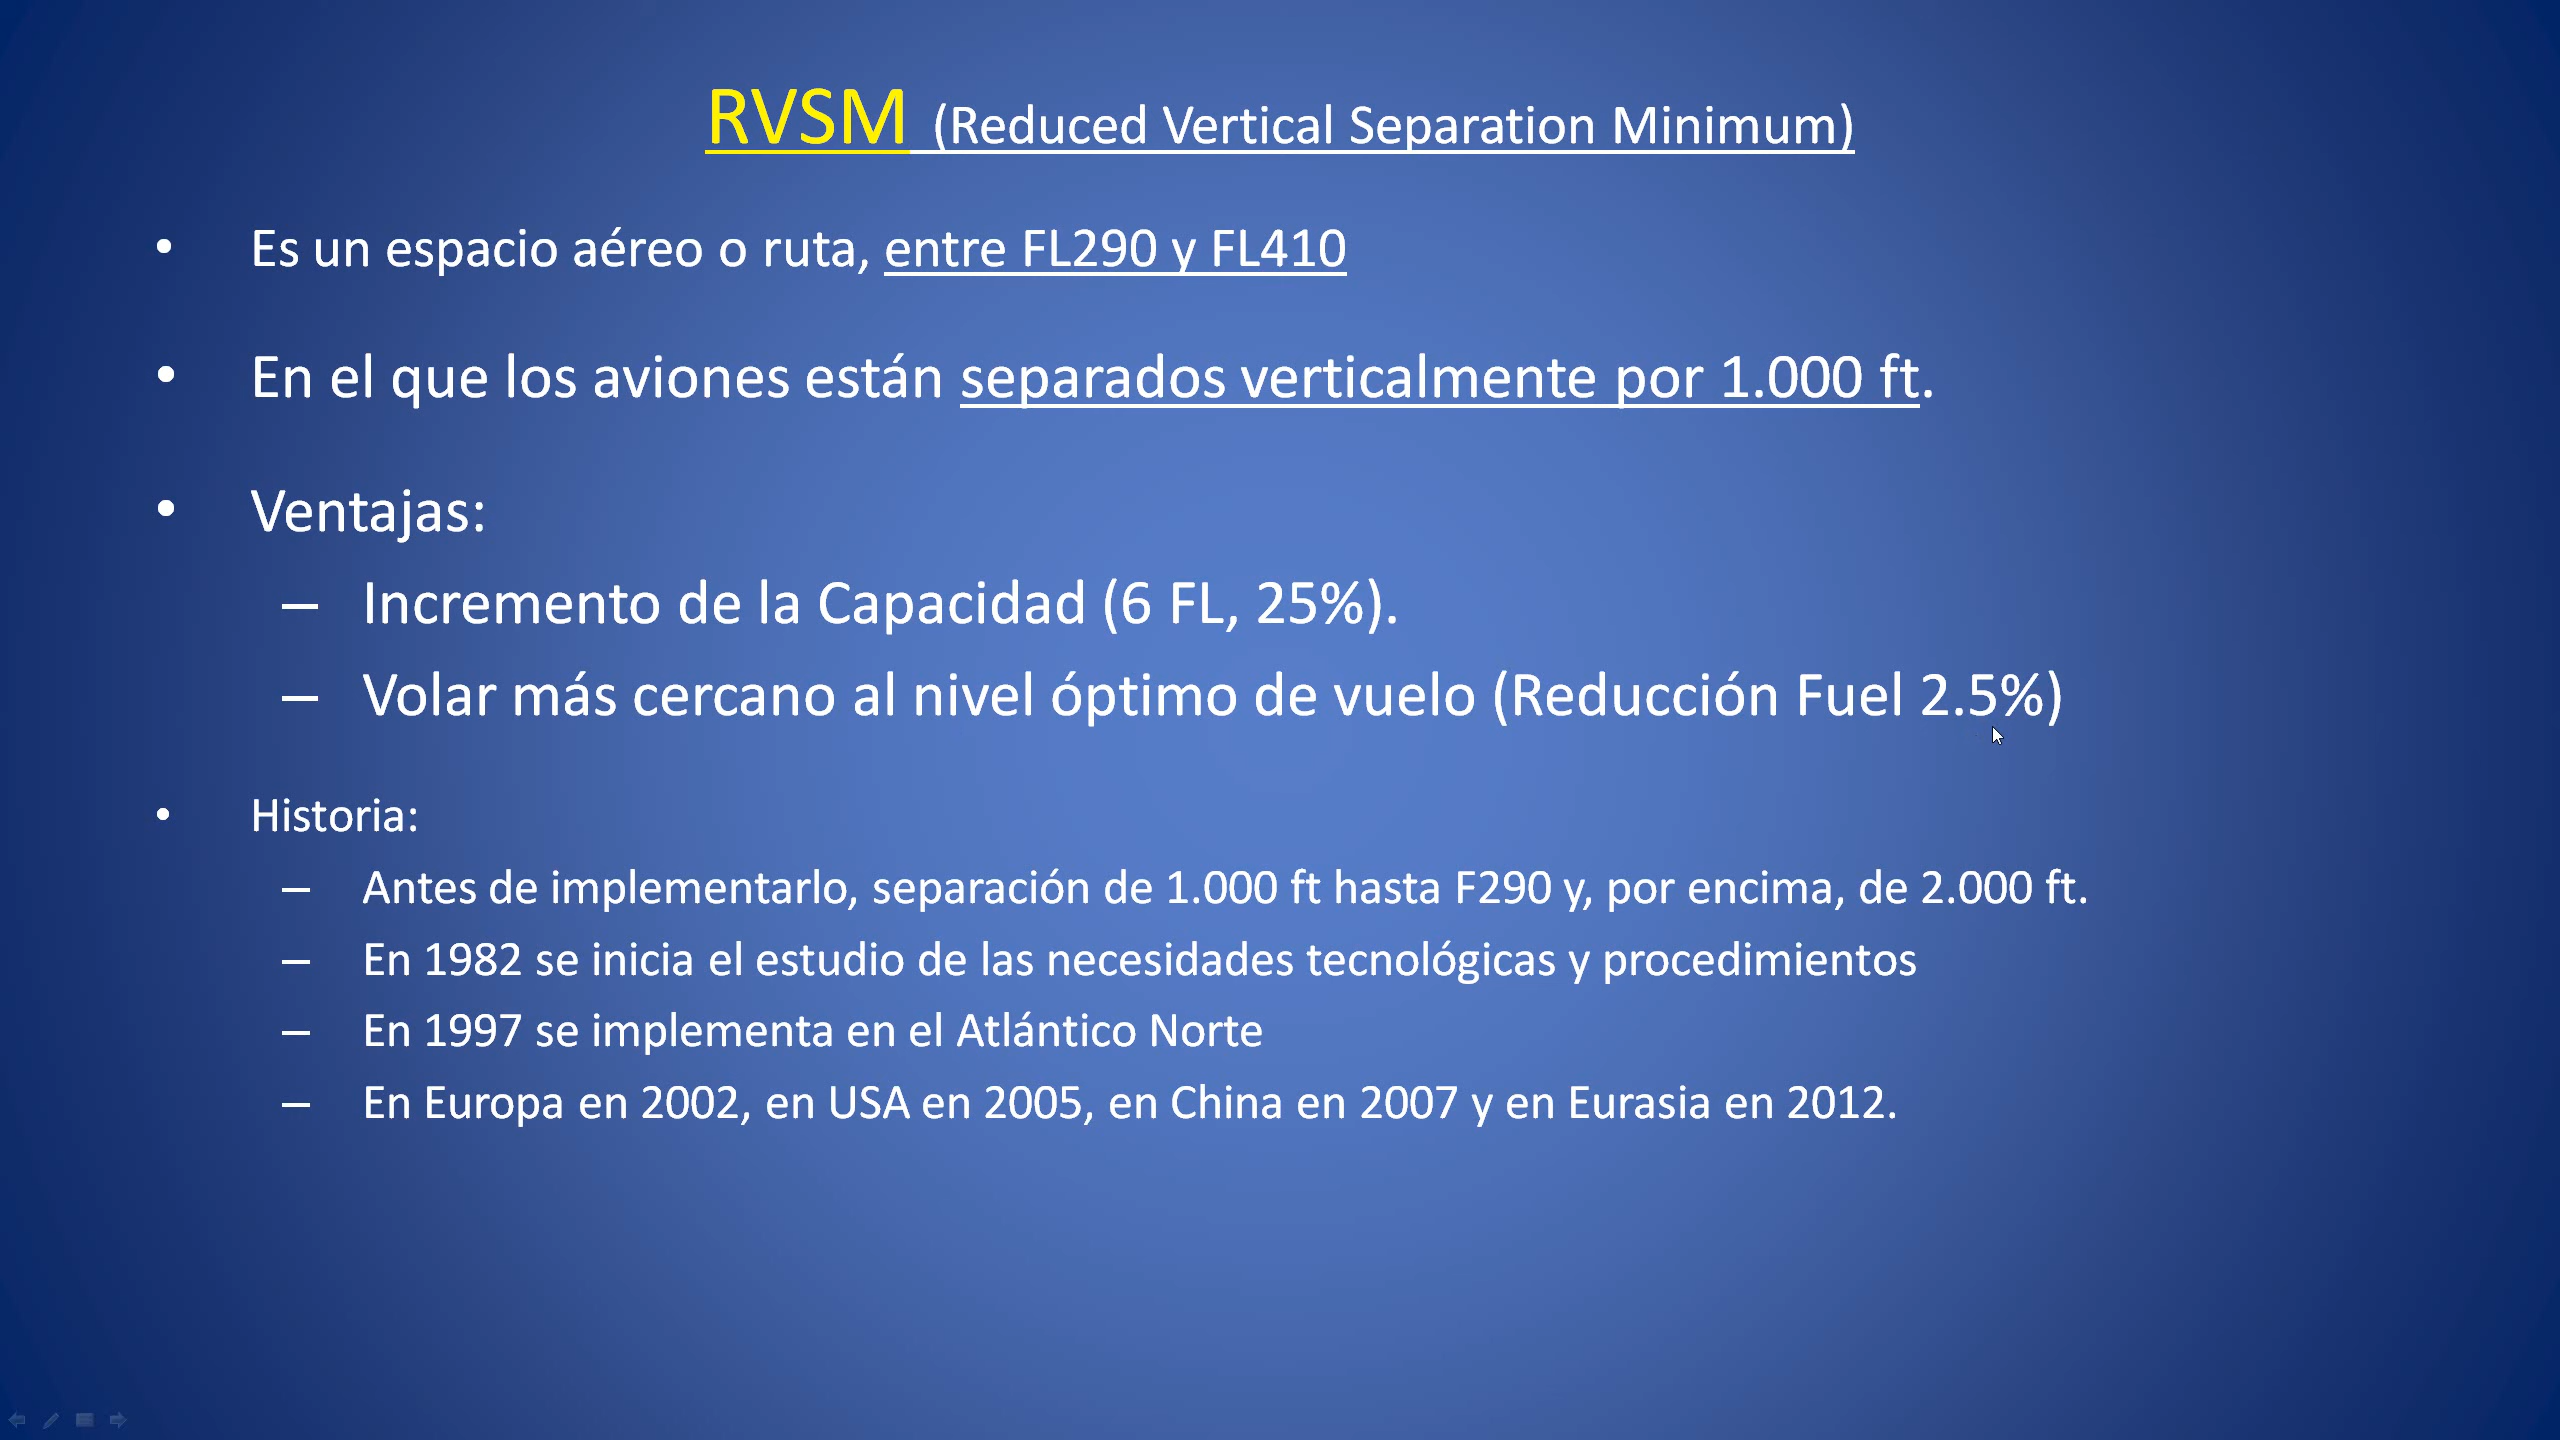 RVSM (Reduced Vertical Separation Minimum)
• Es un espacio aéreo o ruta, entre FL290 y FL410
• En el que los aviones están separados verticalmente por 1.000 ft.
• Ventajas:
– Incremento de la Capacidad (6 FL, 25%).
– Volar más cercano al nivel óptimo de vuelo (Reducción Fuel 2.5%)
• Historia:
– Antes de implementarlo, separación de 1.000 ft hasta F290 y, por encima, de 2.000 ft.
– En 1982 se inicia el estudio de las necesidades tecnológicas y procedimientos
– En 1997 se implementa en el Atlántico Norte
– En Europa en 2002, en USA en 2005, en China en 2007 y en Eurasia en 2012.